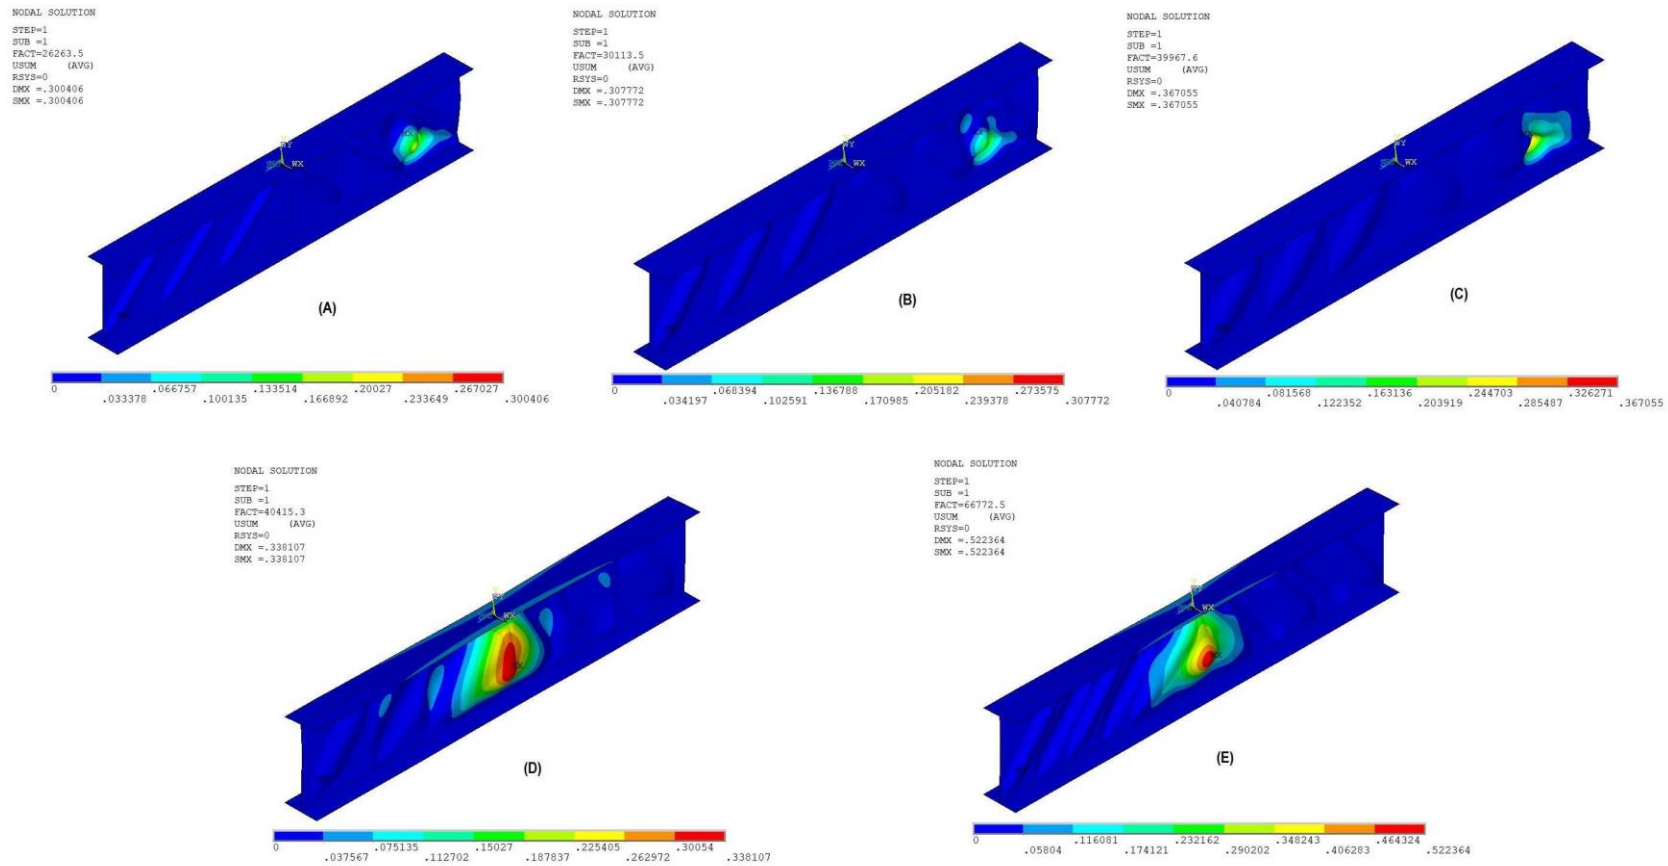 NODAL SOLUTION
STEP=1
SUB =1
FACT=26263.5
USUM (AVG)
RSYS=0
DMX =.300406
SMX =.300406
WX
(A)
0 .066757 .133514 .20027 .267027
.033378 .100135 .166892 .233649 .300406
NODAL SOLUTION
STEP=1
SUB =1
FACT=30113.5
USUM (AVG)
RSYS=0
DMX =.307772
SMX =.307772
WY
WX
(B)
0 .068394 .136788 .205182 .273575
.034197 .102591 .170985 .239378 .307772
NODAL SOLUTION
STEP=1
SUB =1
FACT=39967.6
USUM (AVG)
RSYS=0
DMX =.367055
SMX =.367055
WY
WX
(C)
0 .081568 .163136 .244703 .326271
.040784 .122352 .203919 .285487 .367055
NODAL SOLUTION
STEP=1
SUB =1
FACT=40415.3
USUM (AVG)
RSYS=0
DMX =.338107
SMX =.338107
WX
(D)
0 .075135 .15027 .225405 .30054
.037567 .112702 .187837 .262972 .338107
NODAL SOLUTION
STEP=1
SUB =1
FACT=66772.5
USUM (AVG)
RSYS=0
DMX =.522364
SMX =.522364
WX
(E)
0 .116081 .232162 .348243 .464324
.05804 .174121 .290202 .406283 .522364